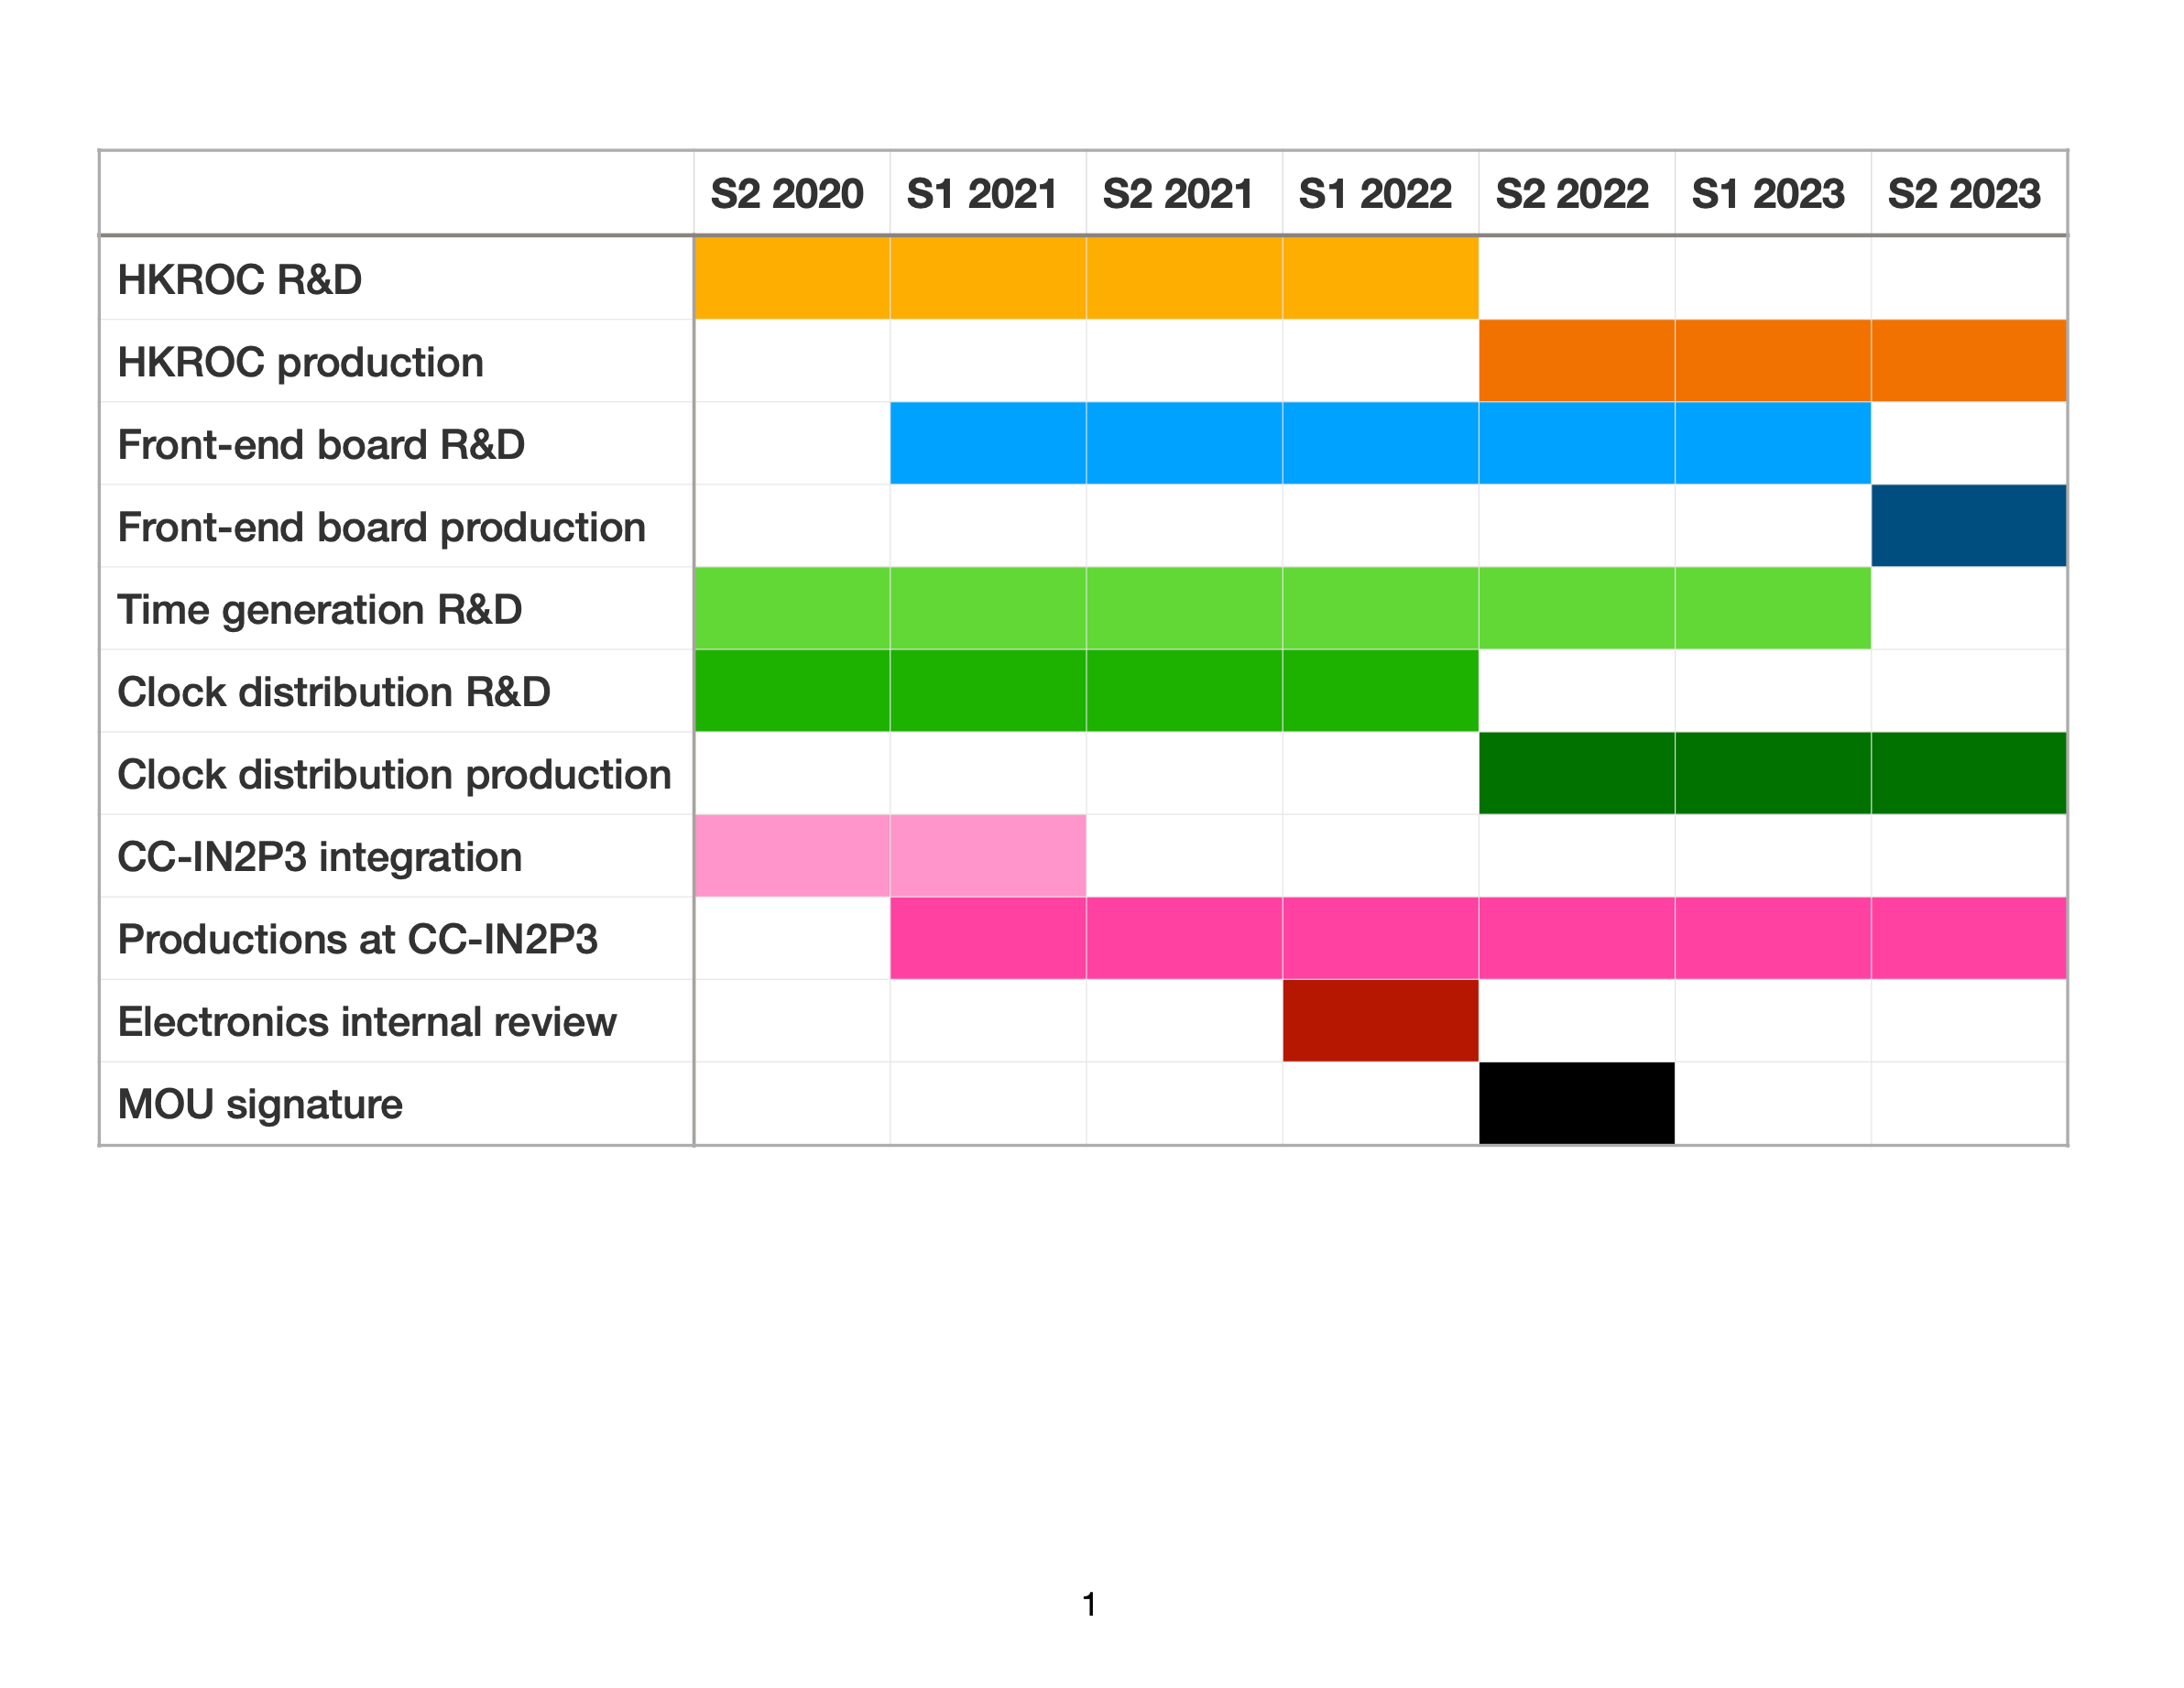 S2 2020 S1 2021 S2 2021 S1 2022 S2 2022 S1 2023 S2 2023
HKROC R&D
HKROC production
Front-end board R&D
Front-end board production
Time generation R&D
Clock distribution R&D
Clock distribution production
CC-IN2P3 integration
Productions at CC-IN2P3
Electronics internal review
MOU signature
1